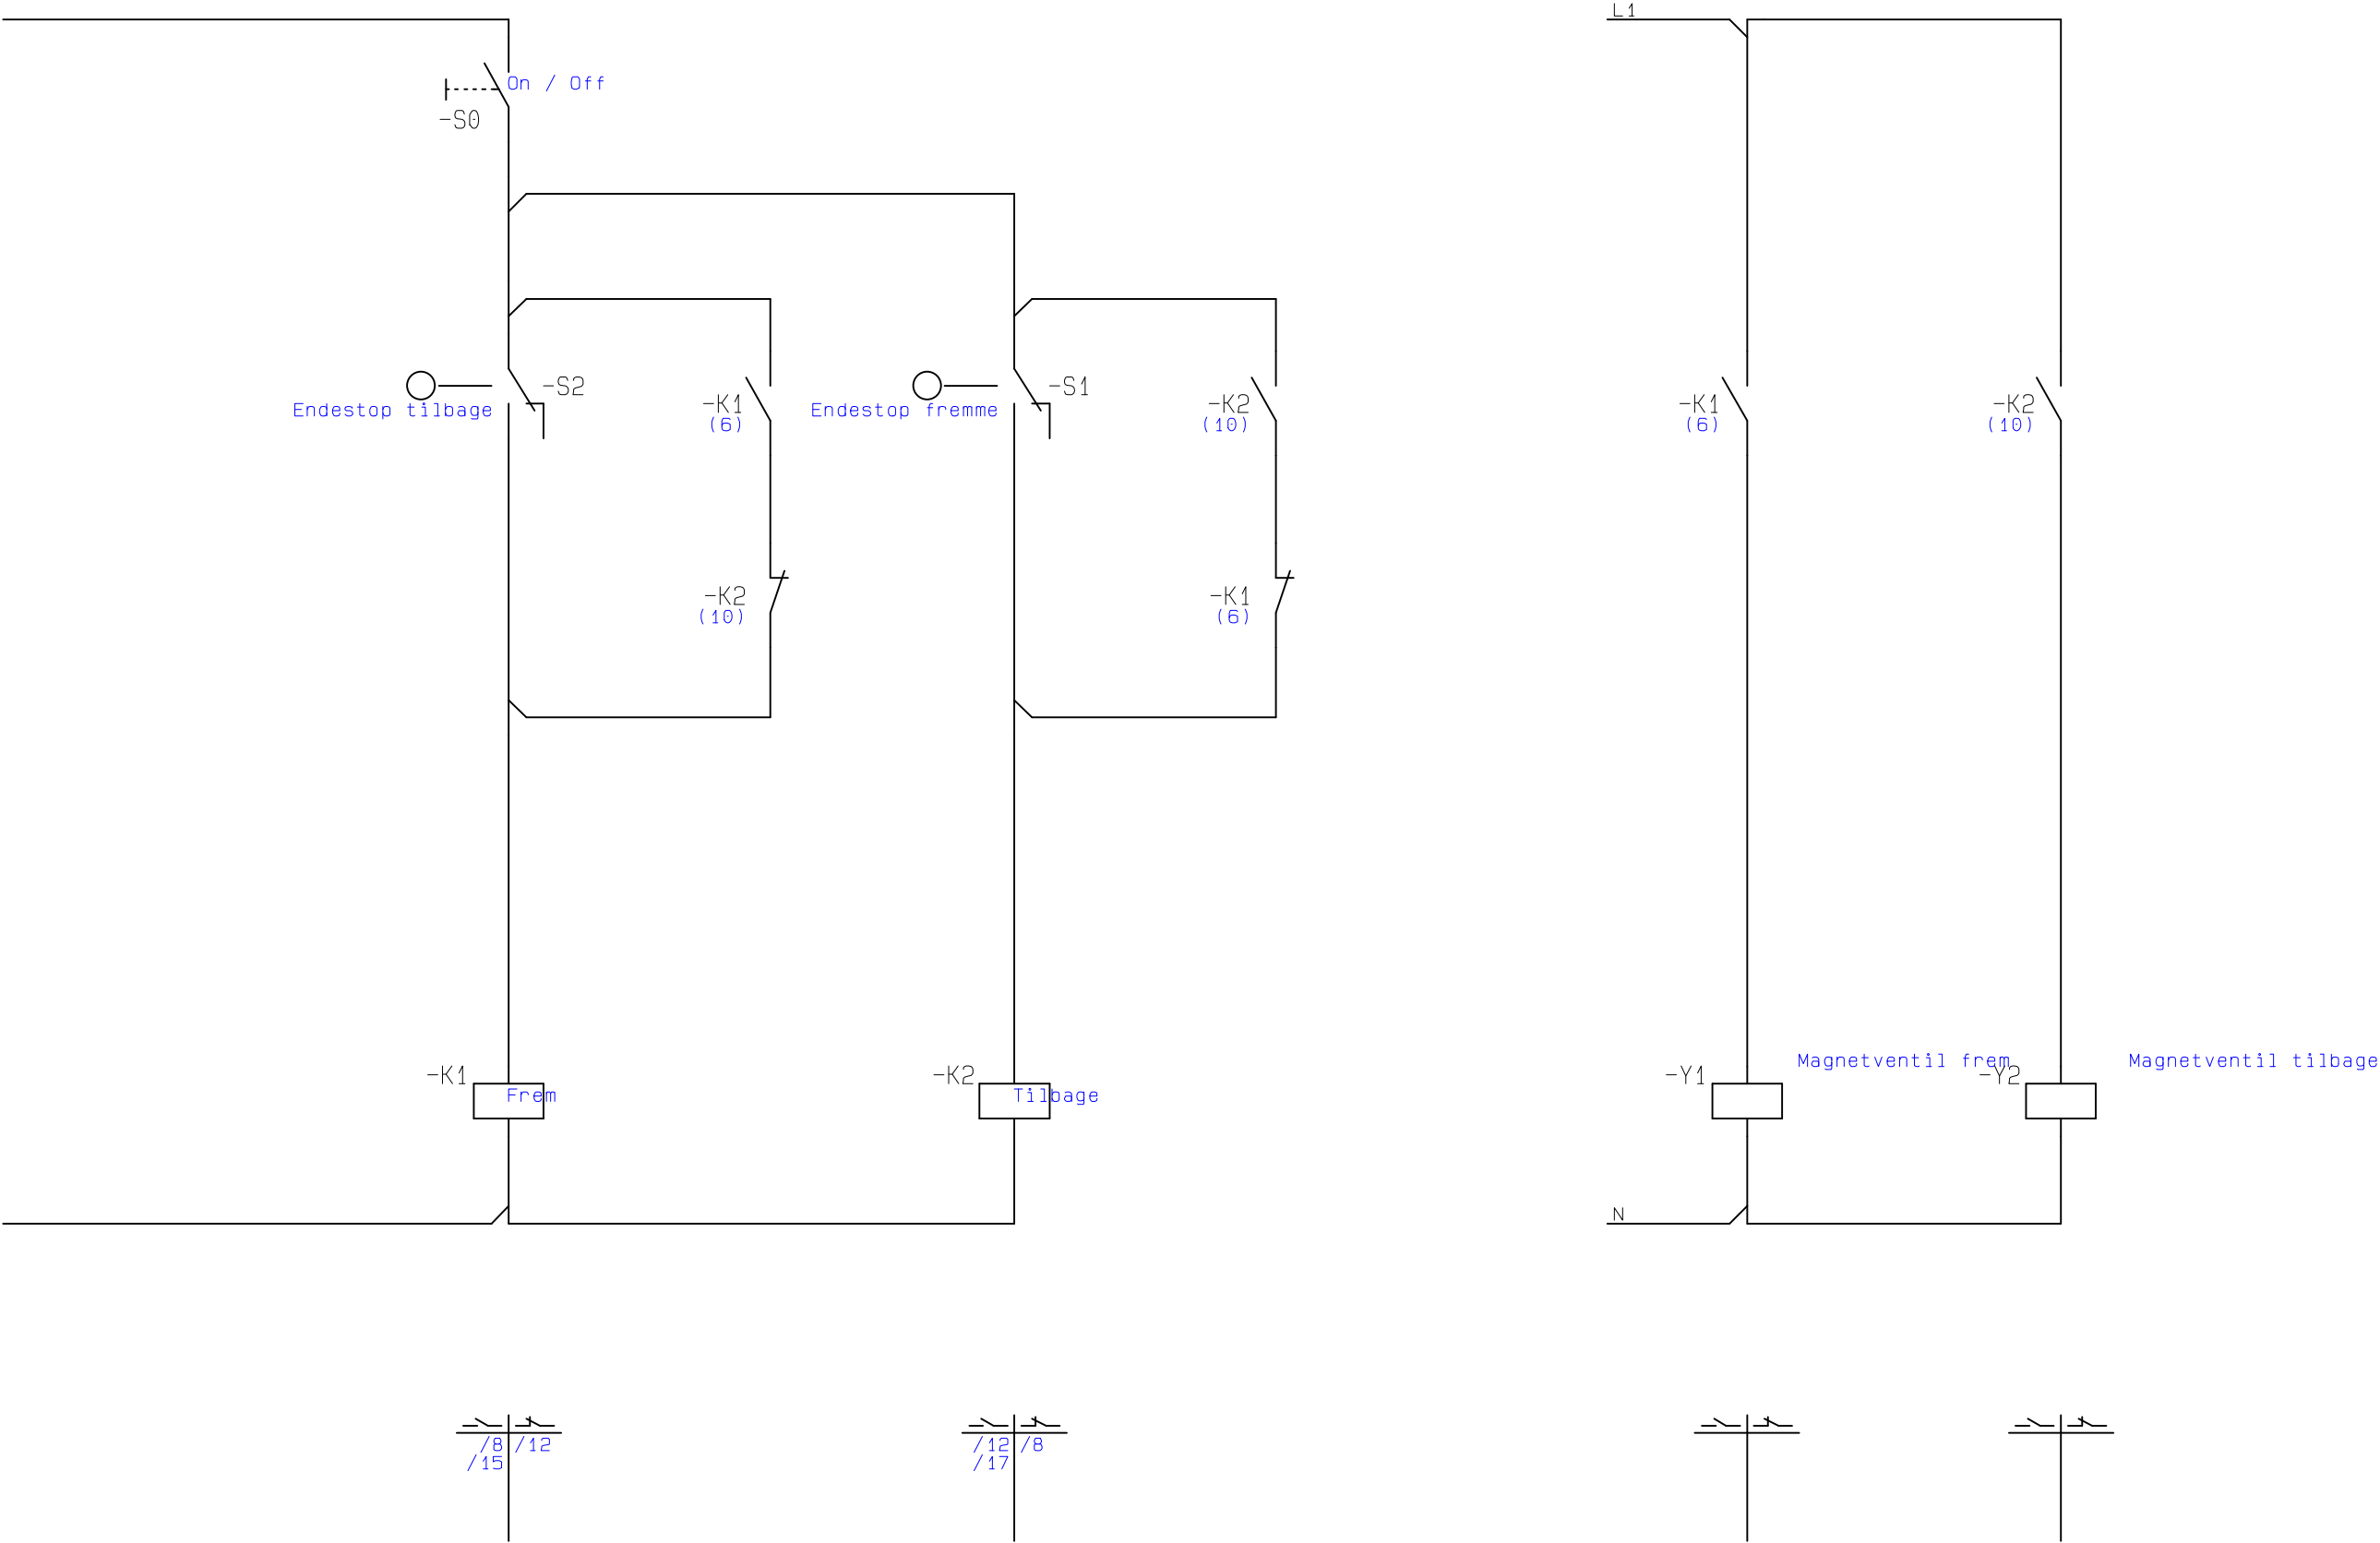 L1
On / Off
-S0
-S2
Endestop tilbage
-K1
(6)
-S1
Endestop fremme
-K2
(10)
-K1
(6)
-K2
(10)
-K2
(10)
-K1
(6)
-K1
Frem
-K2
Tilbage
-Y1
Magnetventil frem
-Y2
Magnetventil tilbage
N
/8 /12
/15
/12 /8
/17